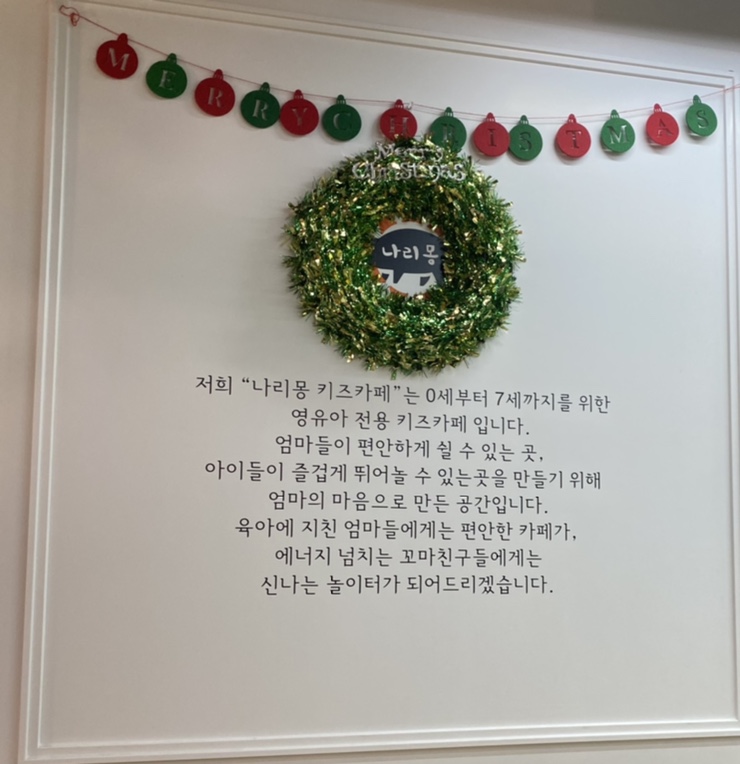 MERRY CHRISTMAS
Merry
Christmas
나리몽
저희 “나리몽 키즈카페”는 0세부터 7세까지를 위한
영유아 전용 키즈카페 입니다.
엄마들이 편안하게 쉴 수 있는 곳,
아이들이 즐겁게 뛰어놀 수 있는곳을 만들기 위해
엄마의 마음으로 만든 공간입니다.
육아에 지친 엄마들에게는 편안한 카페가,
에너지 넘치는 꼬마친구들에게는
신나는 놀이터가 되어드리겠습니다.